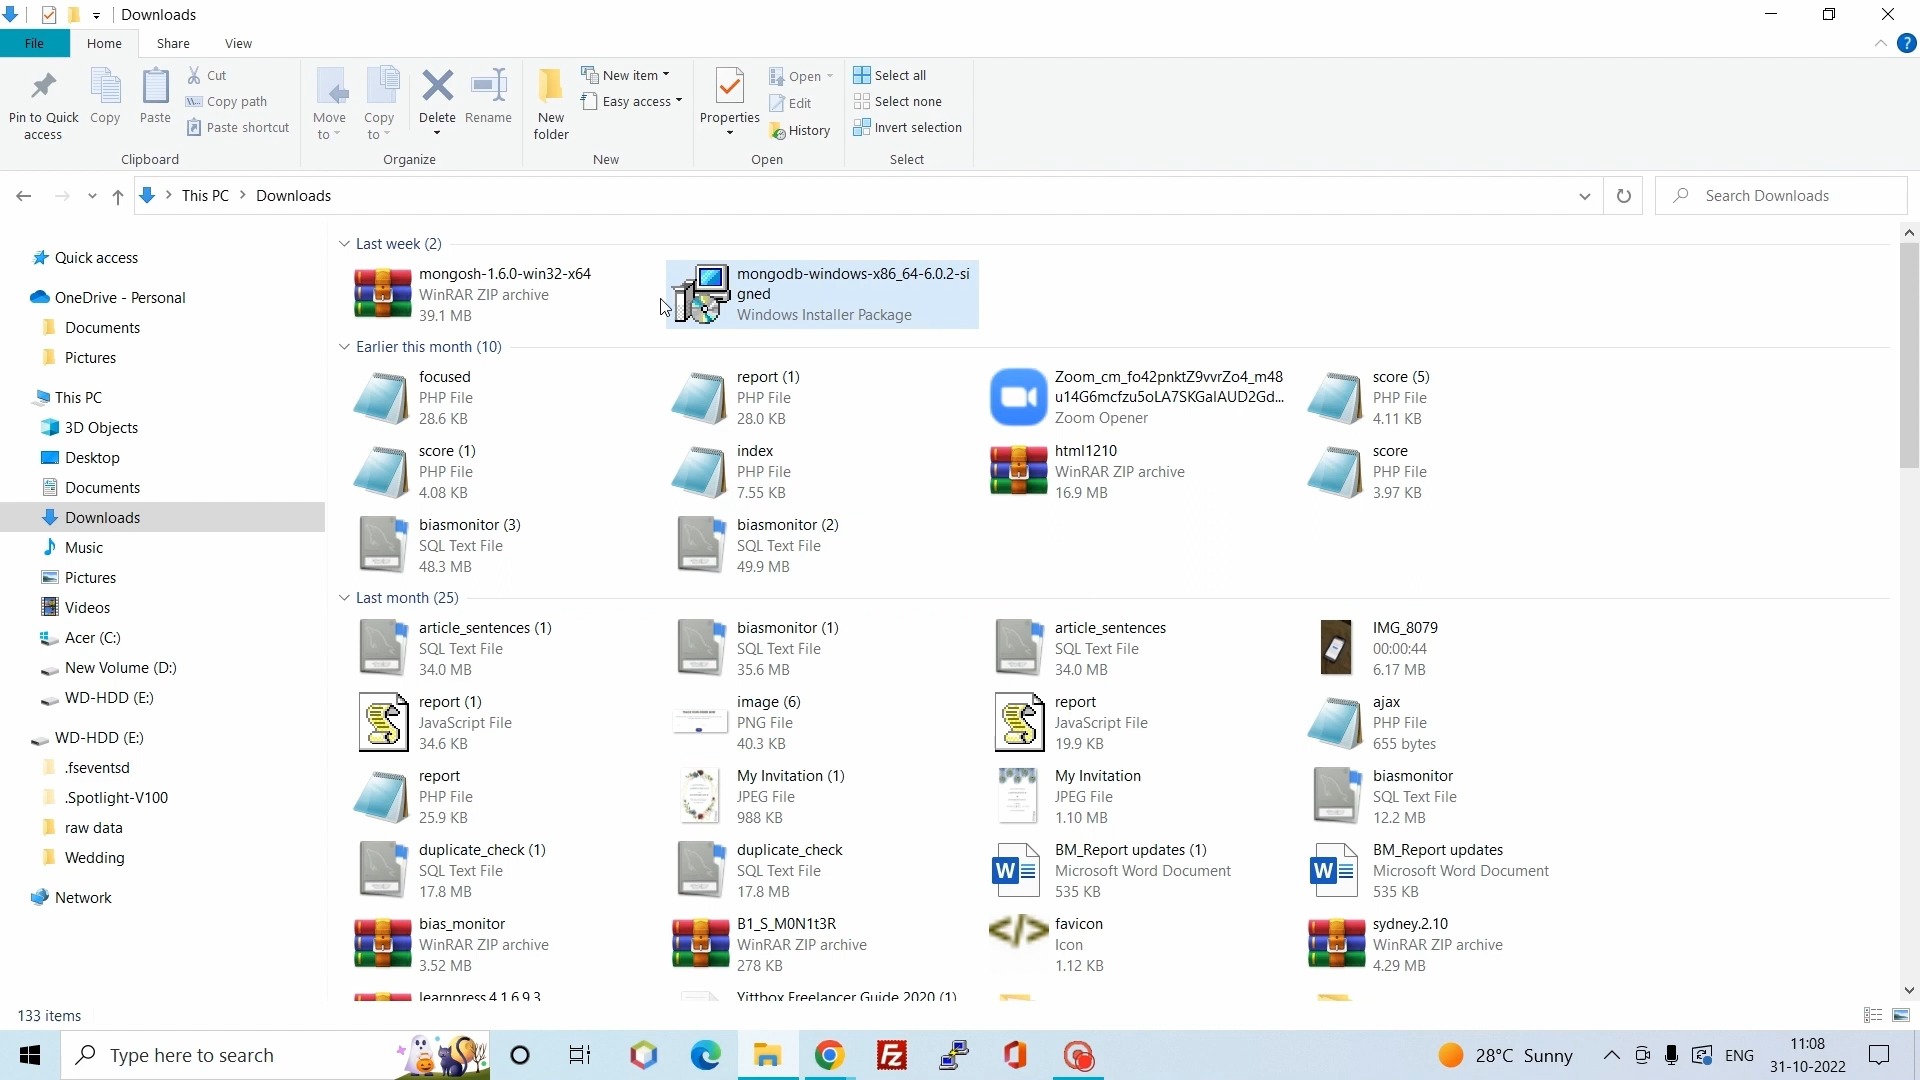 Downloads
File
Home
Share
View
Pin to Quick
access
Copy
Paste
Cut
Copy path
Paste shortcut
Clipboard
Move
to
Copy
to
Delete
Rename
Organize
New
folder
New item
Easy access
New
Properties
Open
Edit
History
Open
Select all
Select none
Invert selection
Select
This PC
Downloads
Search Downloads
Quick access
OneDrive - Personal
Documents
Pictures
This PC
3D Objects
Desktop
Documents
Downloads
Music
Pictures
Videos
Acer (C:)
New Volume (D:)
WD-HDD (E:)
WD-HDD (E:)
.fseventsd
.Spotlight-V100
raw data
Wedding
Network
Last week (2)
mongosh-1.6.0-win32-x64
WinRAR ZIP archive
39.1 MB
mongodb-windows-x86_64-6.0.2-si
gned
Windows Installer Package
Earlier this month (10)
focused
PHP File
28.6 KB
report (1)
PHP File
28.0 KB
Zoom_cm_fo42pnktZ9vvrZo4_m48
u14G6mcfzu5oLA7SKGalAUD2Gd...
Zoom Opener
score (5)
PHP File
4.11 KB
score (1)
PHP File
4.08 KB
index
PHP File
7.55 KB
html1210
WinRAR ZIP archive
16.9 MB
score
PHP File
3.97 KB
biasmonitor (3)
SQL Text File
48.3 MB
biasmonitor (2)
SQL Text File
49.9 MB
Last month (25)
article_sentences (1)
SQL Text File
34.0 MB
biasmonitor (1)
SQL Text File
35.6 MB
article_sentences
SQL Text File
34.0 MB
IMG_8079
00:00:44
6.17 MB
report (1)
JavaScript File
34.6 KB
image (6)
PNG File
40.3 KB
report
JavaScript File
19.9 KB
ajax
PHP File
655 bytes
report
PHP File
25.9 KB
My Invitation (1)
JPEG File
988 KB
My Invitation
JPEG File
1.10 MB
biasmonitor
SQL Text File
12.2 MB
duplicate_check (1)
SQL Text File
17.8 MB
duplicate_check
SQL Text File
17.8 MB
BM_Report updates (1)
Microsoft Word Document
535 KB
BM_Report updates
Microsoft Word Document
535 KB
bias_monitor
WinRAR ZIP archive
3.52 MB
B1_S_M0N1t3R
WinRAR ZIP archive
278 KB
favicon
Icon
1.12 KB
sydney.2.10
WinRAR ZIP archive
4.29 MB
learnpress.4.1.6.9.3
Yittbox Freelancer Guide 2020 (1)
133 items
Type here to search
28°C Sunny
ENG
11:08
31-10-2022